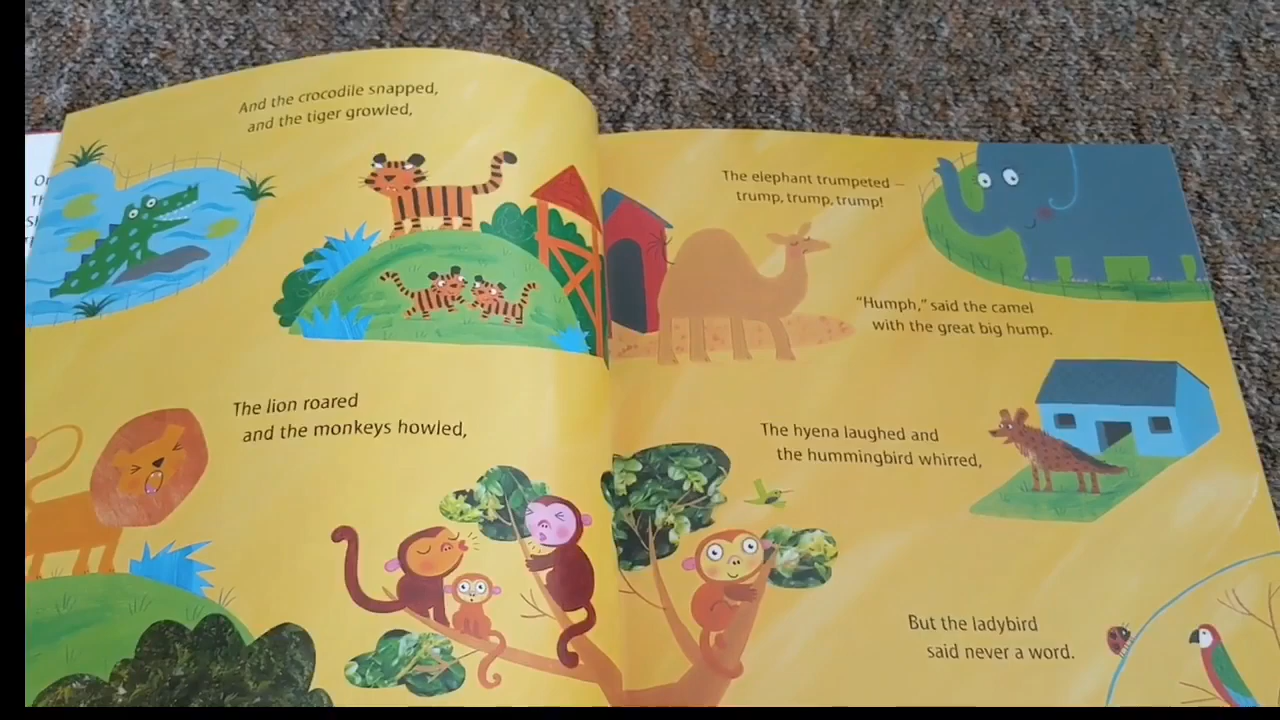 And the crocodile snapped,
and the tiger growled,
The lion roared
and the monkeys howled,
The elephant trumpeted –
trump, trump, trump!
“Humph,” said the camel
with the great big hump.
The hyena laughed and
the hummingbird whirred,
But the ladybird
said never a word.